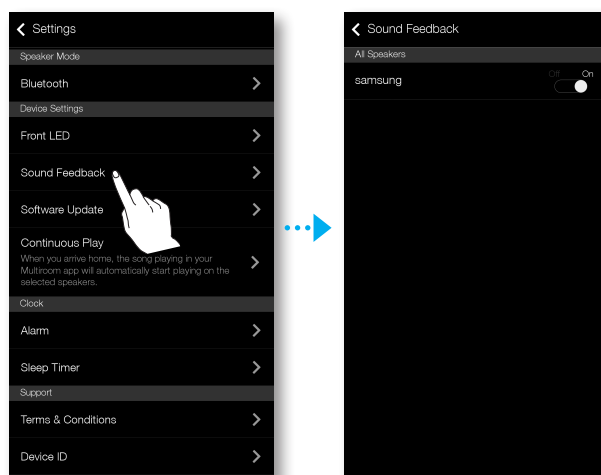 Settings
Speaker Mode
Bluetooth
Device Settings
Front LED
Sound Feedback
Software Update
Continuous Play
When you arrive home, the song playing in your
Multiroom app will automatically start playing on the
selected speakers.
Clock
Alarm
Sleep Timer
Support
Terms & Conditions
Device ID
Sound Feedback
All Speakers
samsung
Off On